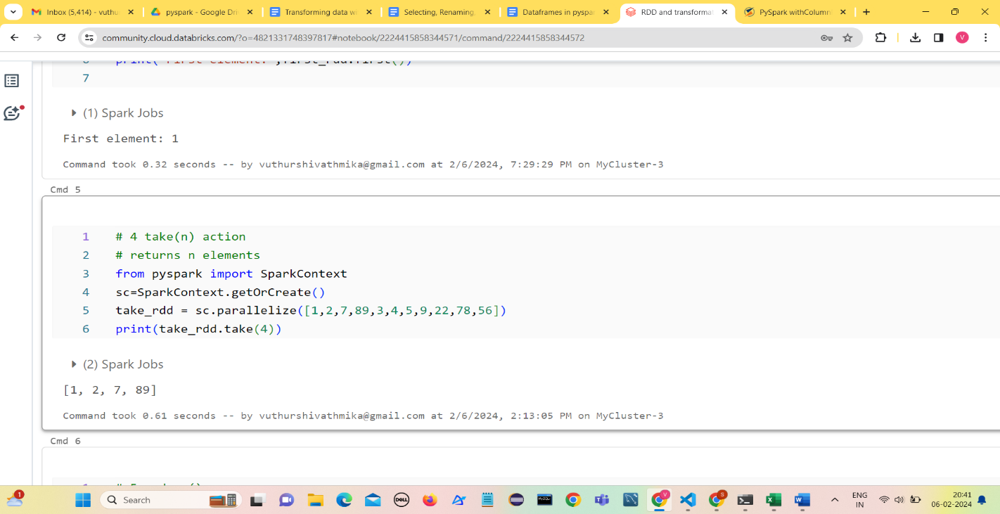 Inbox (5,414) - vuthu
pyspark - Google Dri
Transforming data wi
Selecting, Renaming,
Dataframes in pyspar
RDD and transformat
PySpark withColumn
community.cloud.databricks.com/?o=4821331748397817#notebook/2224415858344571/command/2224415858344572
V
7
(1) Spark Jobs
First element: 1
Command took 0.32 seconds -- by vuthurshivathmika@gmail.com at 2/6/2024, 7:29:29 PM on MyCluster-3
Cmd 5
1 # 4 take(n) action
2 # returns n elements
3 from pyspark import SparkContext
4 sc=SparkContext.getOrCreate()
5 take_rdd = sc.parallelize([1,2,7,89,3,4,5,9,22,78,56])
6 print(take_rdd.take(4))
(2) Spark Jobs
[1, 2, 7, 89]
Command took 0.61 seconds -- by vuthurshivathmika@gmail.com at 2/6/2024, 2:13:05 PM on MyCluster-3
Cmd 6
1
Search
DELL
V
S
ENG
IN
20:41
06-02-2024